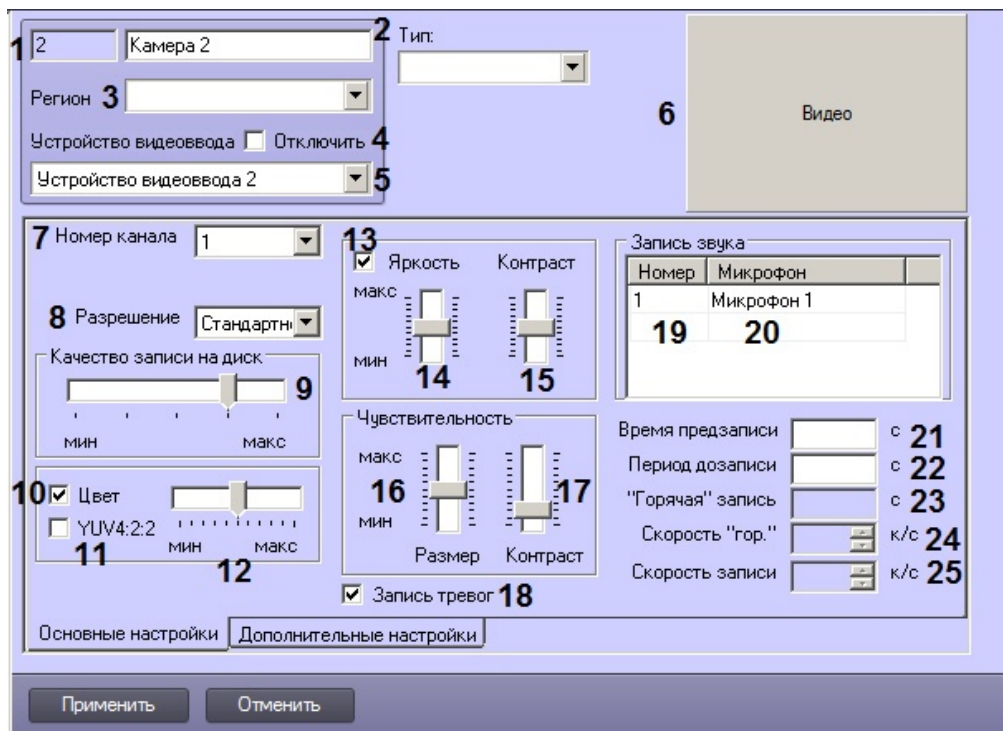 1 2 Камера 2 2 Тип:
Регион 3
6 Видео
Устройство видеоввода Отключить 4
Устройство видеоввода 2 5
7 Номер канала 1
8 Разрешение Стандартн
Качество записи на диск
9
мин макс
10 Цвет
11 YUV4:2:2
мин макс
12
13 Яркость Контраст
макс
мин
14 15
Чувствительность
макс
16 17
мин
Размер Контраст
Запись тревог 18
Запись звука
Номер Микрофон
1 Микрофон 1
19 20
Время предзаписи с 21
Период дозаписи с 22
"Горячая" запись с 23
Скорость "гор." к/с 24
Скорость записи к/с 25
Основные настройки Дополнительные настройки
Применить Отменить